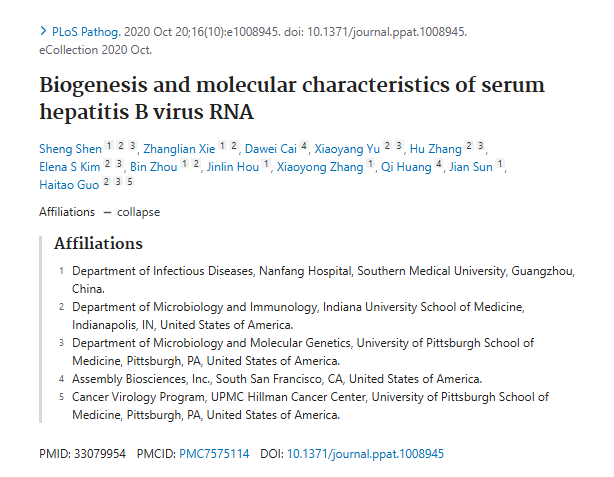 > PLoS Pathog. 2020 Oct 20;16(10):e1008945. doi: 10.1371/journal.ppat.1008945.
eCollection 2020 Oct.
Biogenesis and molecular characteristics of serum
hepatitis B virus RNA
Sheng Shen 1 2 3, Zhanglian Xie 1 2, Dawei Cai 4, Xiaoyang Yu 2 3, Hu Zhang 2 3,
Elena S Kim 2 3, Bin Zhou 1 2, Jinlin Hou 1, Xiaoyong Zhang 1, Qi Huang 4, Jian Sun 1,
Haitao Guo 2 3 5
Affiliations – collapse
Affiliations
1 Department of Infectious Diseases, Nanfang Hospital, Southern Medical University, Guangzhou,
China.
2 Department of Microbiology and Immunology, Indiana University School of Medicine,
Indianapolis, IN, United States of America.
3 Department of Microbiology and Molecular Genetics, University of Pittsburgh School of
Medicine, Pittsburgh, PA, United States of America.
4 Assembly Biosciences, Inc., South San Francisco, CA, United States of America.
5 Cancer Virology Program, UPMC Hillman Cancer Center, University of Pittsburgh School of
Medicine, Pittsburgh, PA, United States of America.
PMID: 33079954 PMCID: PMC7575114 DOI: 10.1371/journal.ppat.1008945